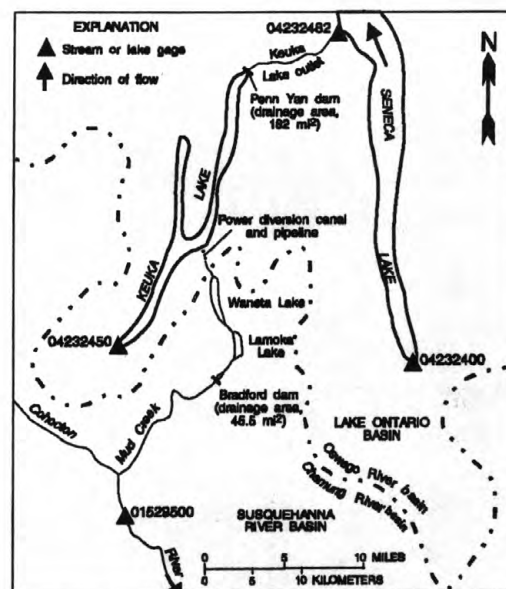 EXPLANATION
Stream or lake gage
Direction of flow
04232482
N
Keuka
Lake outlet
Penn Yan dam
(drainage area,
182 mi²)
SENECA
LAKE
LAKE
KEUKA
Power diversion canal
and pipeline
Waneta Lake
Lamoka
Lake
04232450
04232400
Bradford dam
(drainage area,
45.5 mi²)
Cohocton
Mud Creek
LAKE ONTARIO
BASIN
Oswego River basin
Chemung River basin
01529500
SUSQUEHANNA
RIVER BASIN
River
0 5 10 MILES
0 5 10 KILOMETERS